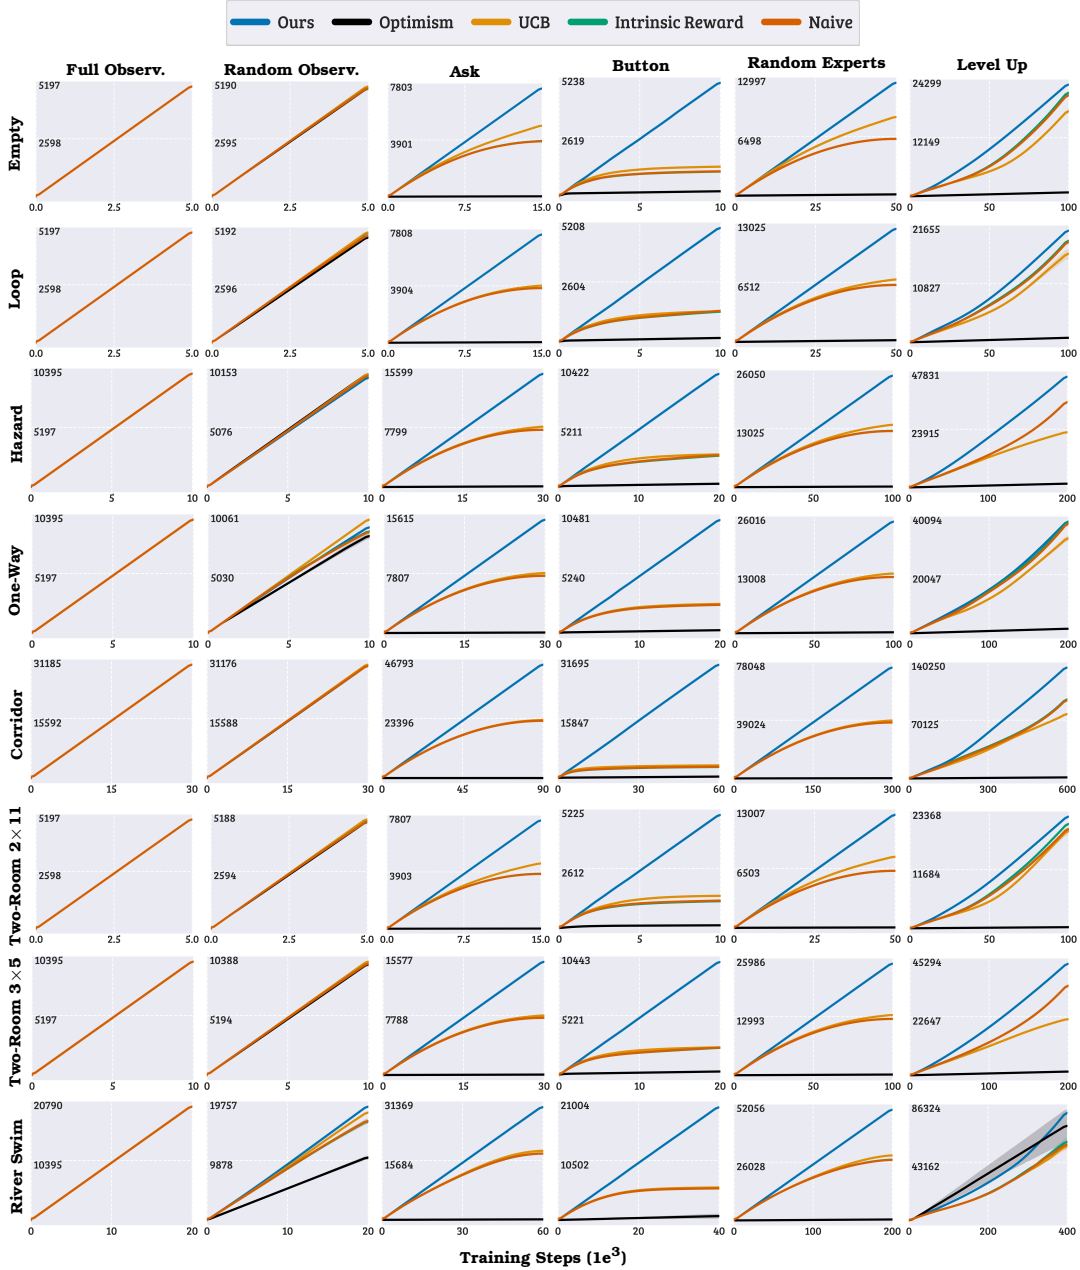 Ours Optimism UCB Intrinsic Reward Naive
Full Observ. Random Observ. Ask Button Random Experts Level Up
Empty
5197 5190 7803 5238 12997 24299
2598 2595 3901 2619 6498 12149
0.0 2.5 5.0 0.0 2.5 5.0 0.0 7.5 15.0 0 5 10 0 25 50 0 50 100
Loop
5197 5192 7808 5208 13025 21655
2598 2596 3904 2604 6512 10827
0.0 2.5 5.0 0.0 2.5 5.0 0.0 7.5 15.0 0 5 10 0 25 50 0 50 100
Hazard
10395 10153 15599 10422 26050 47831
5197 5076 7799 5211 13025 23915
0 5 10 0 5 10 0 15 30 0 10 20 0 50 100 0 100 200
One-Way
10395 10061 15615 10481 26016 40094
5197 5030 7807 5240 13008 20047
0 5 10 0 5 10 0 15 30 0 10 20 0 50 100 0 100 200
Corridor
31185 31176 46793 31695 78048 140250
15592 15588 23396 15847 39024 70125
0 15 30 0 15 30 0 45 90 0 30 60 0 150 300 0 300 600
Two-Room 2×11
5197 5188 7807 5225 13007 23368
2598 2594 3903 2612 6503 11684
0.0 2.5 5.0 0.0 2.5 5.0 0.0 7.5 15.0 0 5 10 0 25 50 0 50 100
Two-Room 3×5
10395 10388 15577 10443 25986 45294
5197 5194 7788 5221 12993 22647
0 5 10 0 5 10 0 15 30 0 10 20 0 50 100 0 100 200
River Swim
20790 19757 31369 21004 52056 86324
10395 9878 15684 10502 26028 43162
0 10 20 0 10 20 0 30 60 0 20 40 0 100 200 0 200 400
Training Steps (1e³)